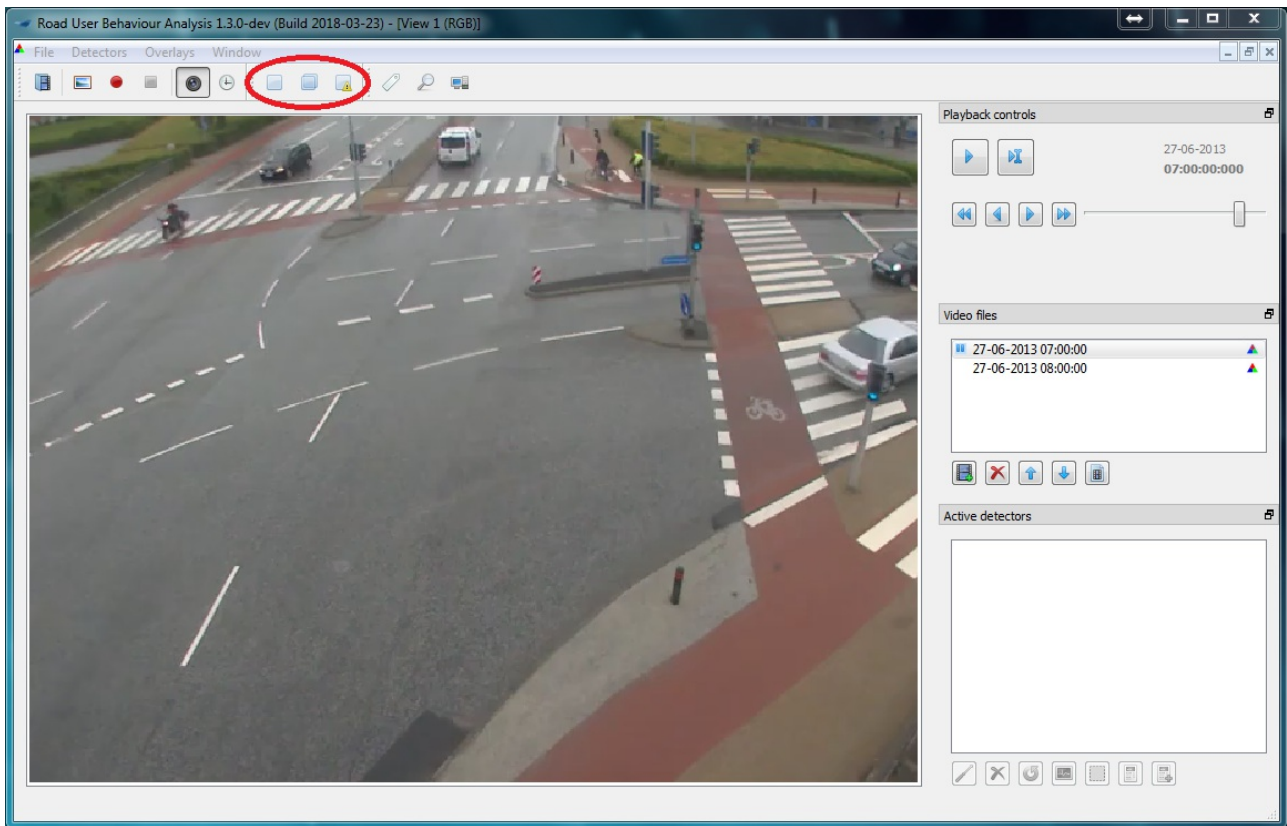 Road User Behaviour Analysis 1.3.0-dev (Build 2018-03-23) - [View 1 (RGB)]
File Detectors Overlays Window
Playback controls
27-06-2013
07:00:00:000
Video files
27-06-2013 07:00:00
27-06-2013 08:00:00
Active detectors